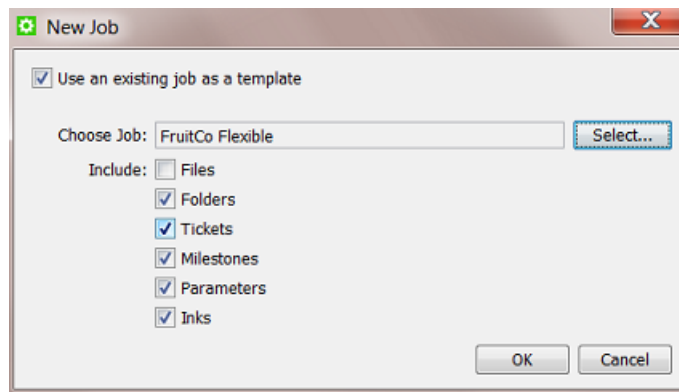 New Job
Use an existing job as a template
Choose Job: FruitCo Flexible Select...
Include: Files
Folders
Tickets
Milestones
Parameters
Inks
OK Cancel